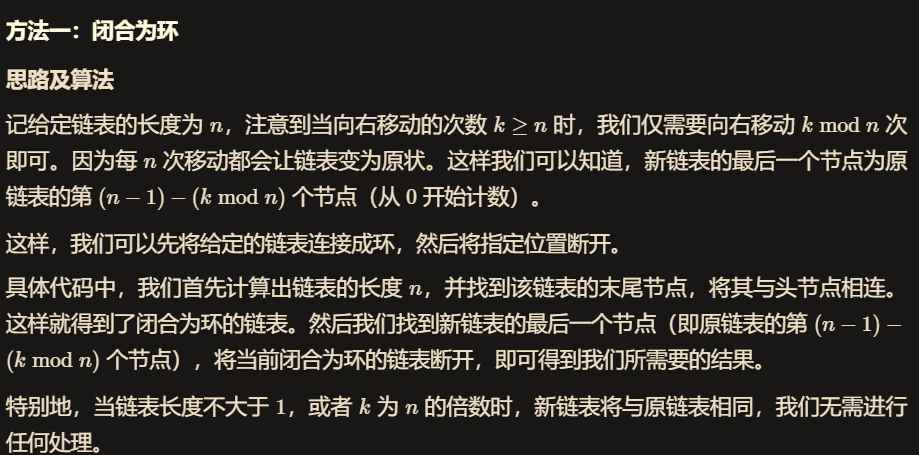 方法一：闭合为环
思路及算法
记给定链表的长度为 n，注意到当向右移动的次数 k ≥ n 时，我们仅需要向右移动 k mod n 次
即可。因为每 n 次移动都会让链表变为原状。这样我们可以知道，新链表的最后一个节点为原
链表的第 (n − 1) − (k mod n) 个节点（从 0 开始计数）。
这样，我们可以先将给定的链表连接成环，然后将指定位置断开。
具体代码中，我们首先计算出链表的长度 n，并找到该链表的末尾节点，将其与头节点相连。
这样就得到了闭合为环的链表。然后我们找到新链表的最后一个节点（即原链表的第 (n − 1) −
(k mod n) 个节点），将当前闭合为环的链表断开，即可得到我们所需要的结果。
特别地，当链表长度不大于 1，或者 k 为 n 的倍数时，新链表将与原链表相同，我们无需进行
任何处理。